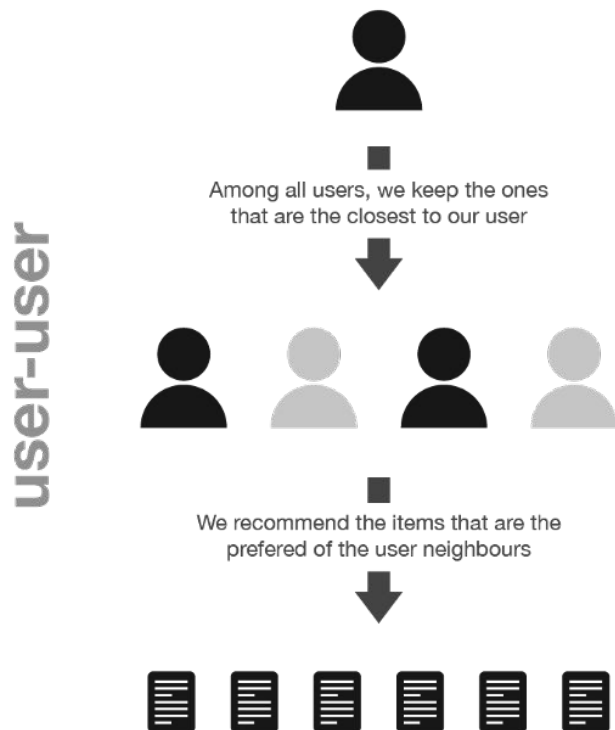 user-user
Among all users, we keep the ones
that are the closest to our user
We recommend the items that are the
prefered of the user neighbours